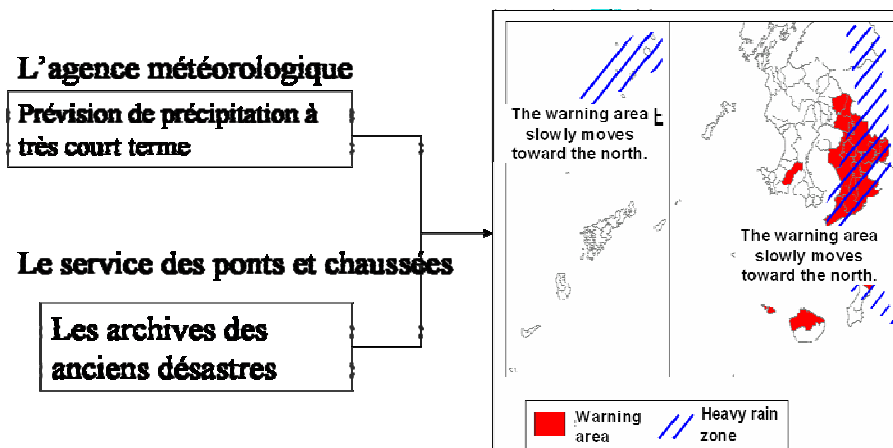 L'agence météorologique
Prévision de précipitation à
très court terme
Le service des ponts et chaussées
Les archives des
anciens désastres
The warning area
slowly moves
toward the north.
The warning area
slowly moves
toward the north.
Warning
area
Heavy rain
zone